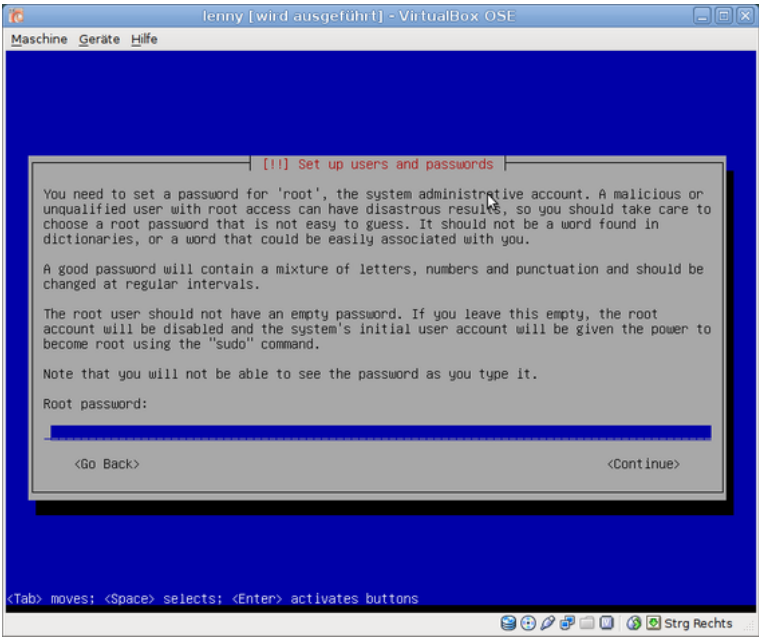 lenny [wird ausgeführt] - VirtualBox OSE
Maschine Geräte Hilfe
[!!] Set up users and passwords
You need to set a password for 'root', the system administrative account. A malicious or
unqualified user with root access can have disastrous results, so you should take care to
choose a root password that is not easy to guess. It should not be a word found in
dictionaries, or a word that could be easily associated with you.
A good password will contain a mixture of letters, numbers and punctuation and should be
changed at regular intervals.
The root user should not have an empty password. If you leave this empty, the root
account will be disabled and the system's initial user account will be given the power to
become root using the "sudo" command.
Note that you will not be able to see the password as you type it.
Root password:
<Go Back> <Continue>
<Tab> moves; <Space> selects; <Enter> activates buttons
Strg Rechts